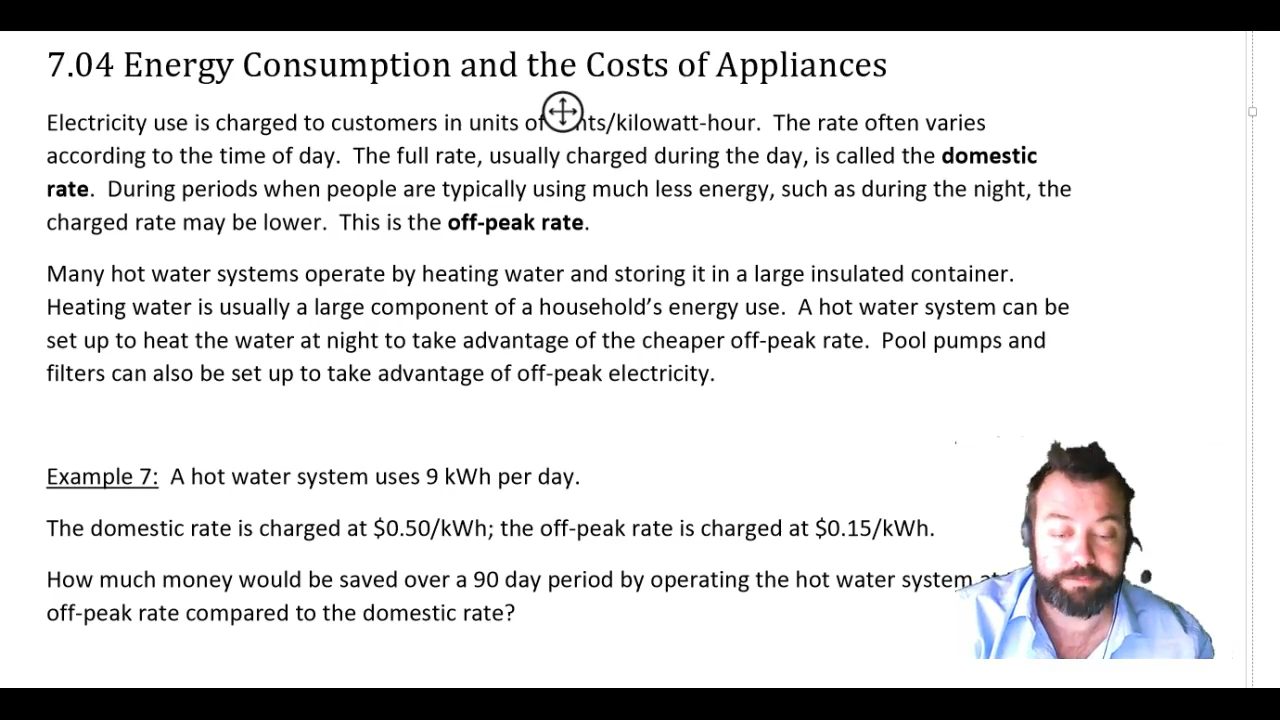 7.04 Energy Consumption and the Costs of Appliances
Electricity use is charged to customers in units of /kilowatt-hour. The rate often varies
according to the time of day. The full rate, usually charged during the day, is called the domestic
rate. During periods when people are typically using much less energy, such as during the night, the
charged rate may be lower. This is the off-peak rate.
Many hot water systems operate by heating water and storing it in a large insulated container.
Heating water is usually a large component of a household's energy use. A hot water system can be
set up to heat the water at night to take advantage of the cheaper off-peak rate. Pool pumps and
filters can also be set up to take advantage of off-peak electricity.
Example 7: A hot water system uses 9 kWh per day.
The domestic rate is charged at $0.50/kWh; the off-peak rate is charged at $0.15/kWh.
How much money would be saved over a 90 day period by operating the hot water system
off-peak rate compared to the domestic rate?